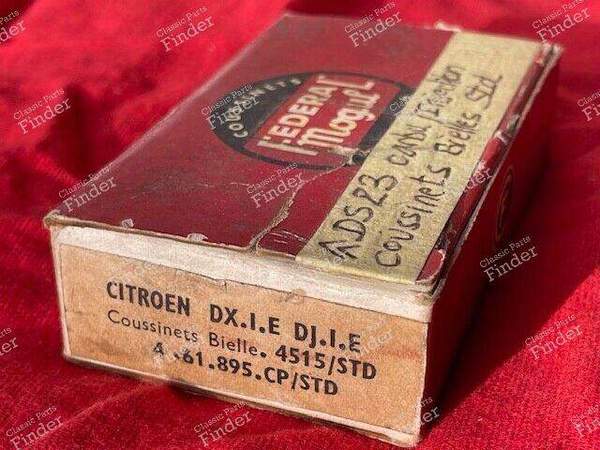 COUSSINETS
FEDERAL
Mogul
DS23 carbu Injection
Coussinets Bielles Std
CITROEN DX.I.E DJ.I.E
Coussinets Bielle. 4515/STD
4 .61.895.CP/STD
Classic Parts
Finder